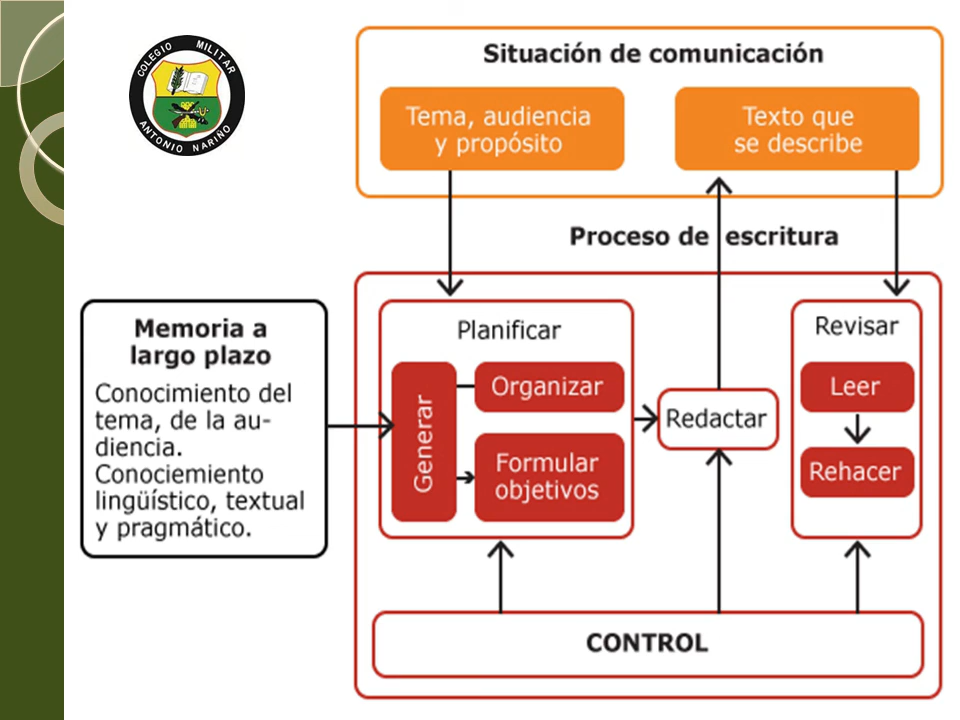 COLEGIO MILITAR
ANTONIO NARIÑO
Situación de comunicación
Tema, audiencia
y propósito
Texto que
se describe
Proceso de escritura
Memoria a
largo plazo
Conocimiento del
tema, de la au-
diencia.
Conociemiento
lingüístico, textual
y pragmático.
Planificar
Generar
Organizar
Formular
objetivos
Redactar
Revisar
Leer
Rehacer
CONTROL